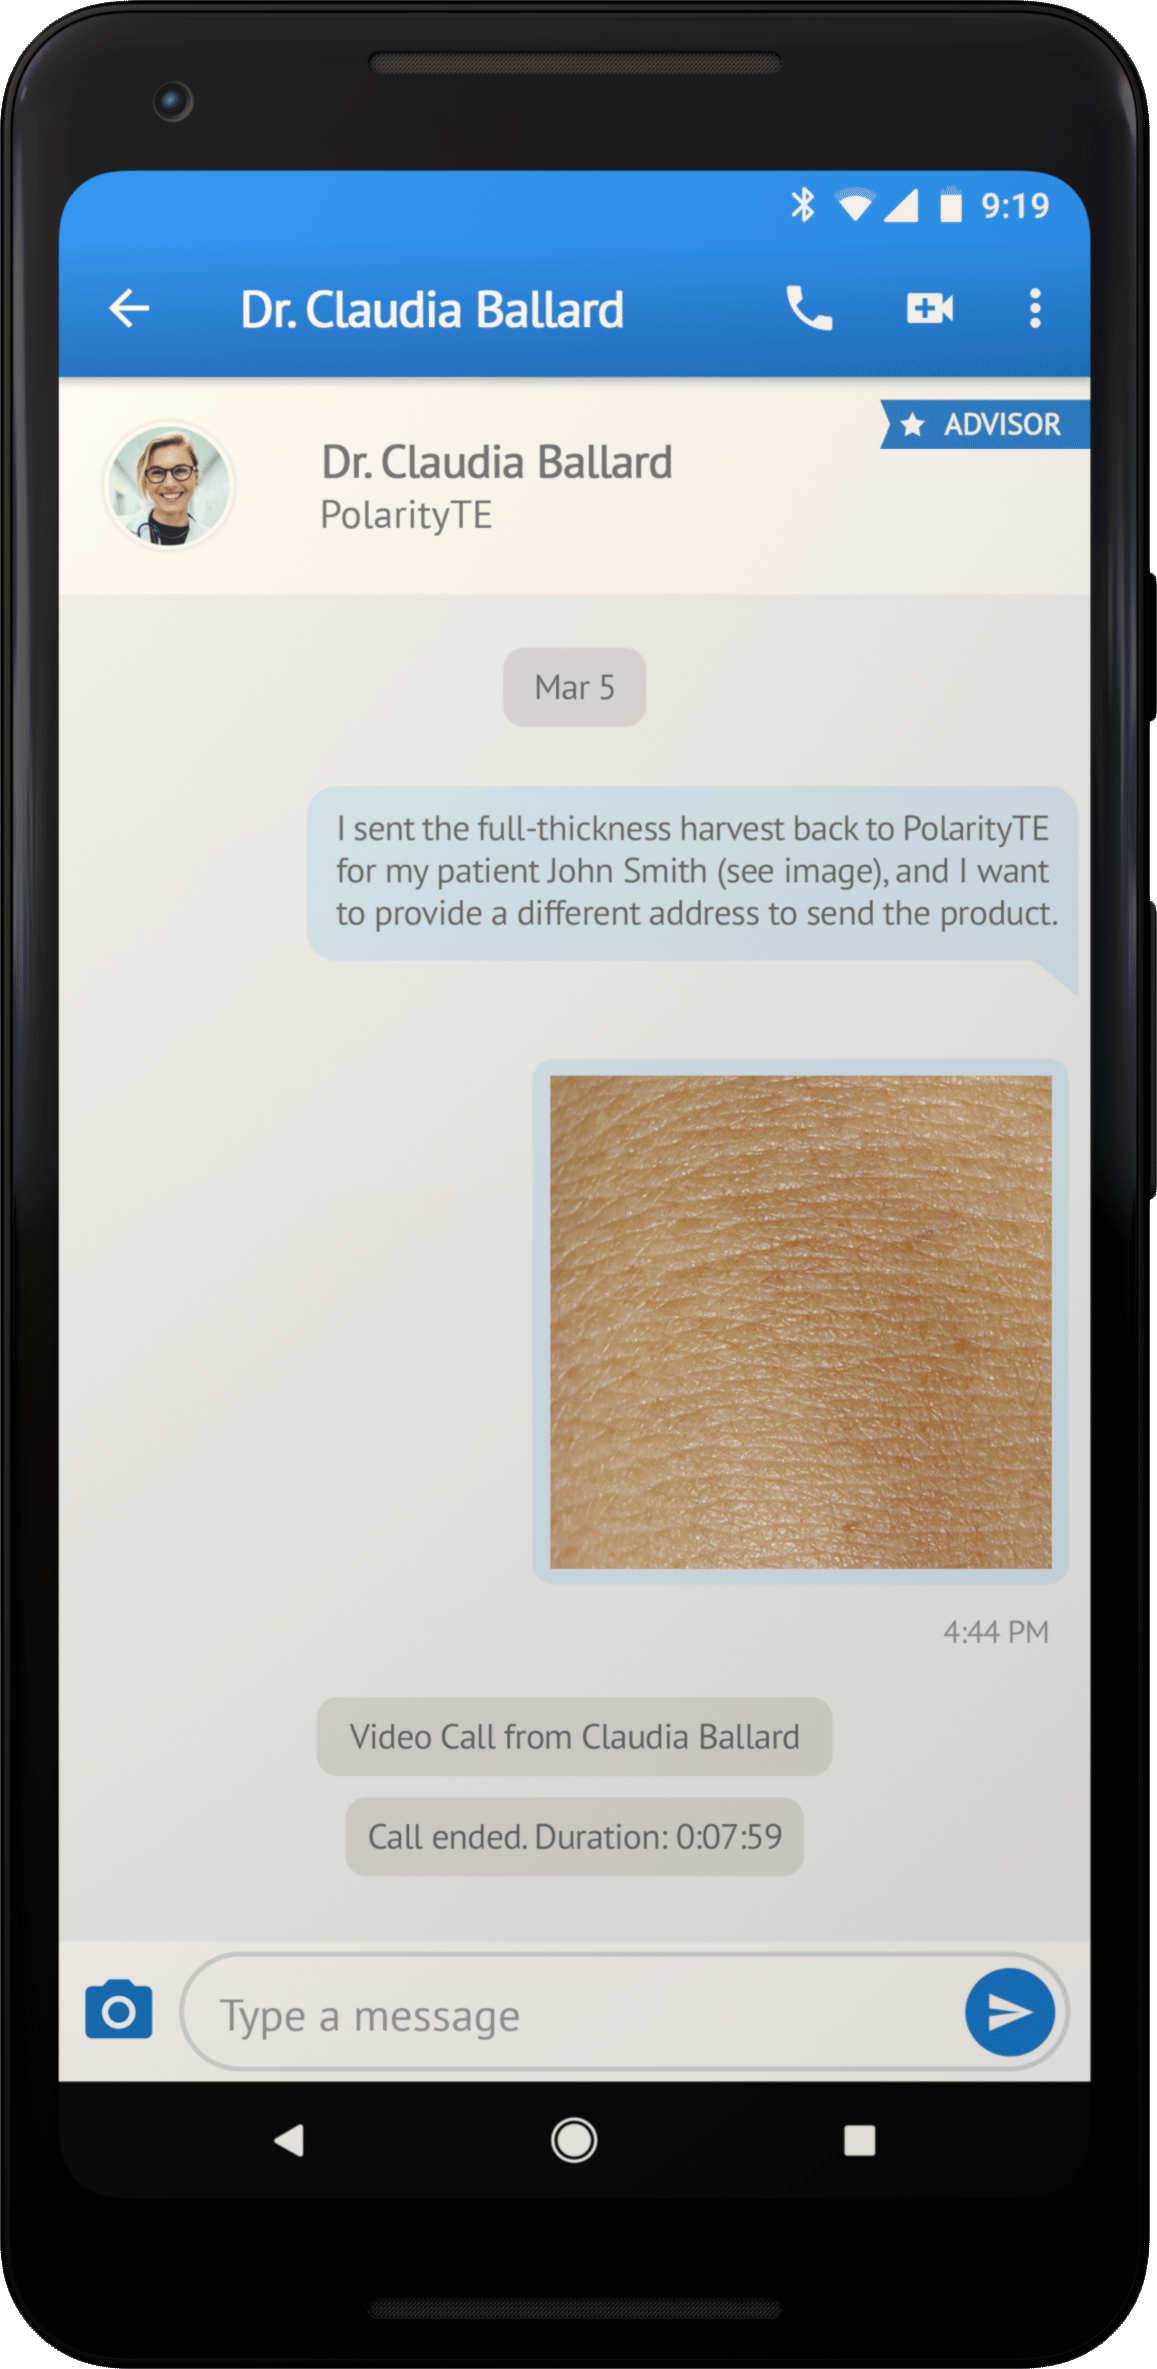 9:19
Dr. Claudia Ballard
ADVISOR
Dr. Claudia Ballard
PolarityTE
Mar 5
I sent the full-thickness harvest back to PolarityTE
for my patient John Smith (see image), and I want
to provide a different address to send the product.
4:44 PM
Video Call from Claudia Ballard
Call ended. Duration: 0:07:59
Type a message